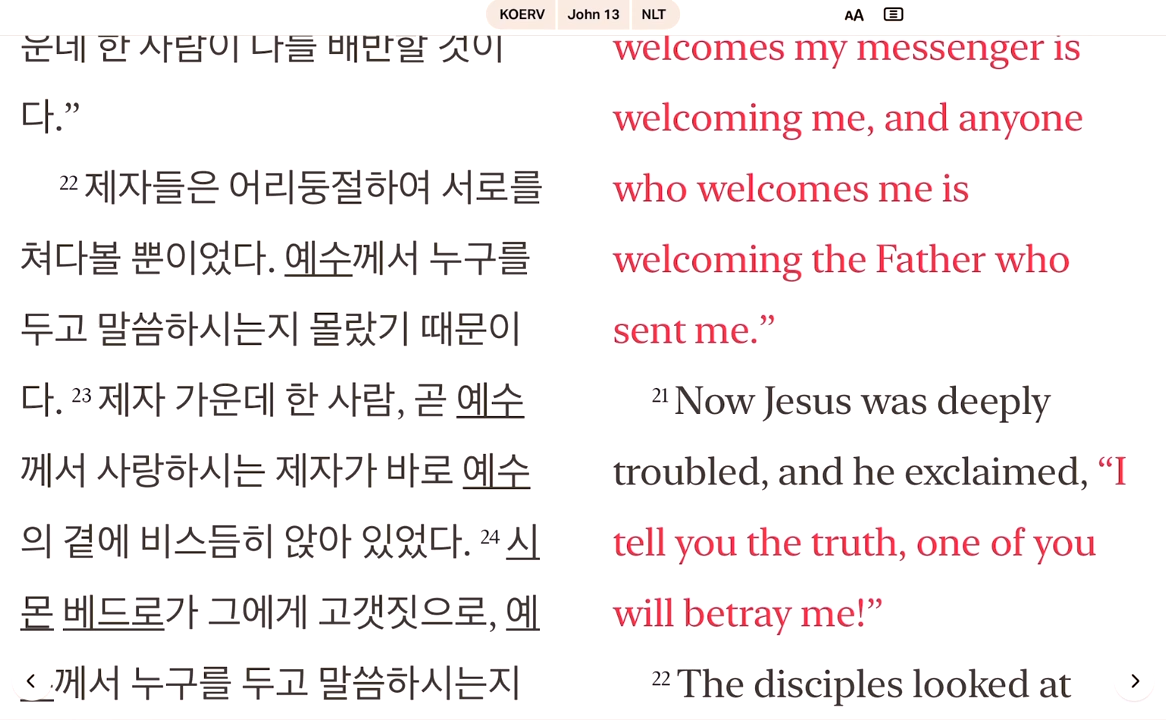 KOERV John 13 NLT
AA
운데 한 사람이 나를 배반할 것이
다.”
22 제자들은 어리둥절하여 서로를
쳐다볼 뿐이었다. 예수께서 누구를
두고 말씀하시는지 몰랐기 때문이
다. 23 제자 가운데 한 사람, 곧 예수
께서 사랑하시는 제자가 바로 예수
의 곁에 비스듬히 앉아 있었다. 24 시
몬 베드로가 그에게 고갯짓으로, 예
께서 누구를 두고 말씀하시는지
welcomes my messenger is
welcoming me, and anyone
who welcomes me is
welcoming the Father who
sent me.”
21 Now Jesus was deeply
troubled, and he exclaimed, “I
tell you the truth, one of you
will betray me!”
22 The disciples looked at